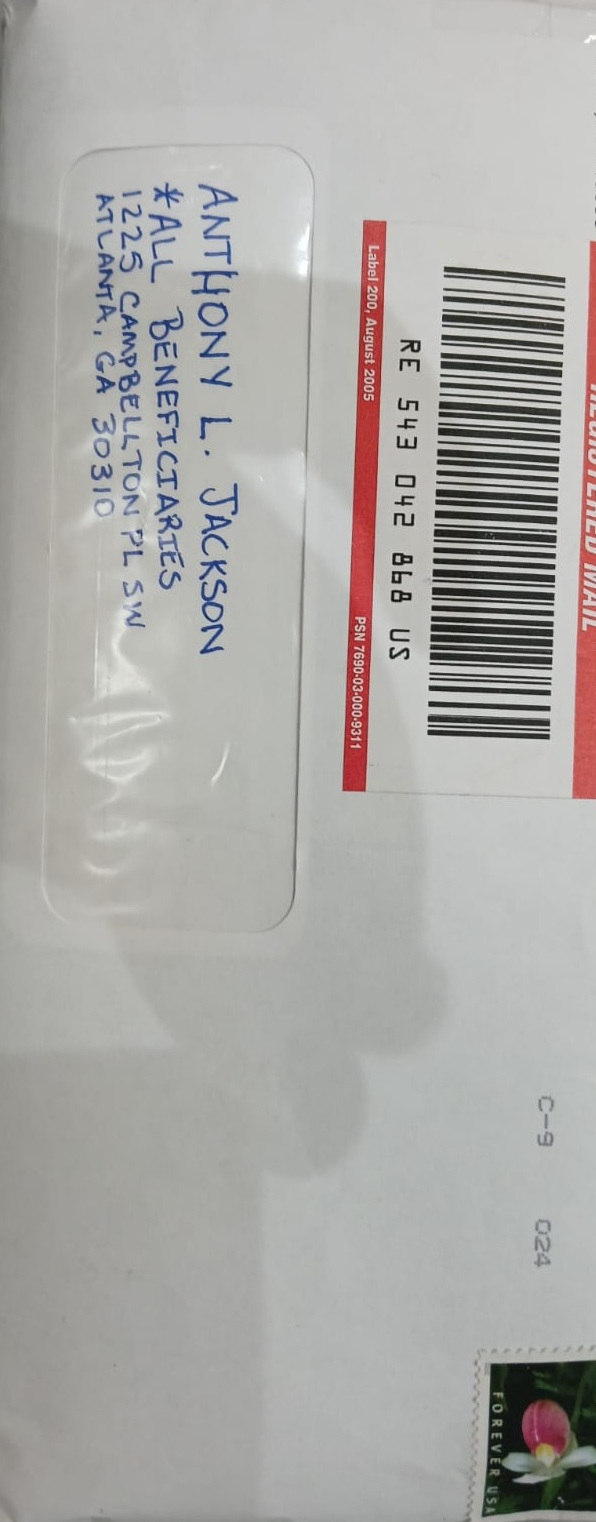 REGISTERED MAIL
RE 543 042 868 US
Label 200, August 2005 PSN 7690-03-000-9311
ANTHONY L. JACKSON
*ALL BENEFICIARIES
1225 CAMPBELLTON PL SW
ATLANTA, GA 30310
C-9 024
FOREVER USA